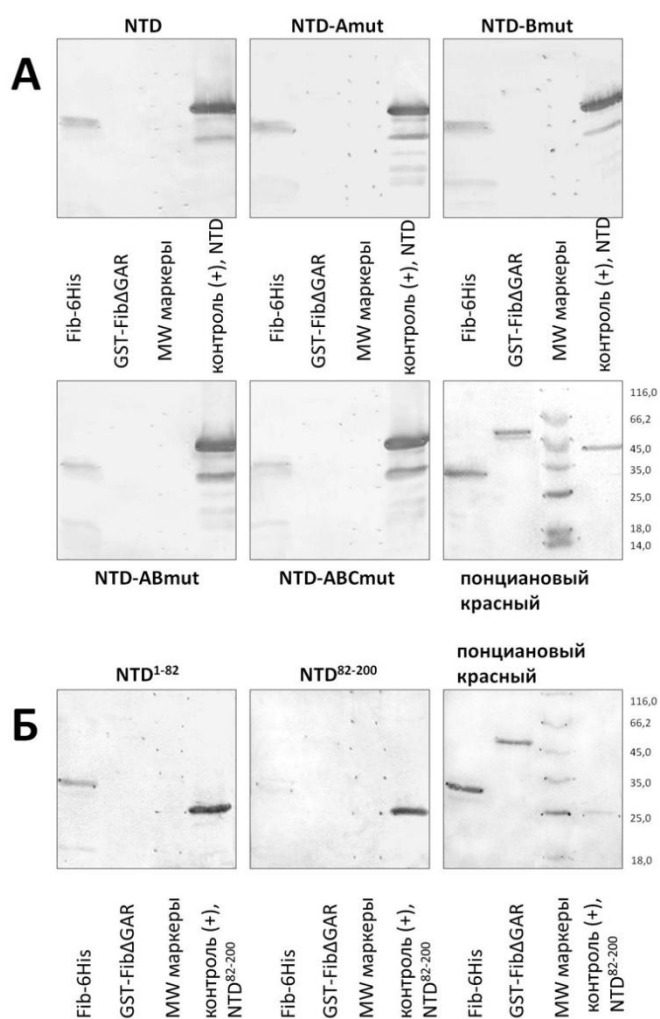 А
NTD
NTD-Amut
NTD-Bmut
Fib-6His
GST-FibΔGAR
MW маркеры
контроль (+), NTD
Fib-6His
GST-FibΔGAR
MW маркеры
контроль (+), NTD
Fib-6His
GST-FibΔGAR
MW маркеры
контроль (+), NTD
116,0
66,2
45,0
35,0
25,0
18,0
14,0
NTD-ABmut
NTD-ABCmut
понциановый
красный
Б
NTD1-82
NTD82-200
понциановый
красный
116,0
66,2
45,0
35,0
25,0
18,0
Fib-6His
GST-FibΔGAR
MW маркеры
контроль (+),
NTD82-200
Fib-6His
GST-FibΔGAR
MW маркеры
контроль (+),
NTD82-200
Fib-6His
GST-FibΔGAR
MW маркеры
контроль (+),
NTD82-200